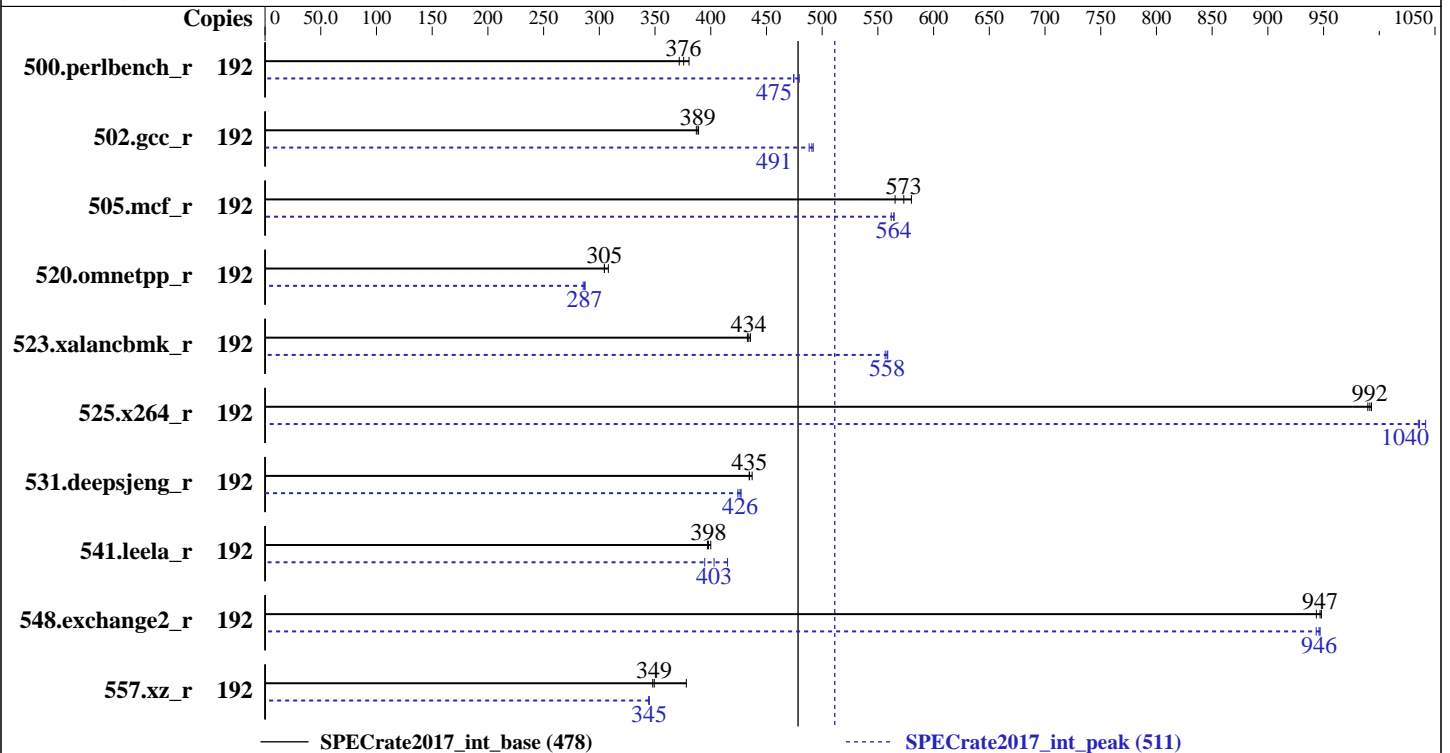 Copies 0 50.0 100 150 200 250 300 350 400 450 500 550 600 650 700 750 800 850 900 950 1050
376
500.perlbench_r 192
475
389
502.gcc_r 192
491
573
505.mcf_r 192
564
305
520.omnetpp_r 192
287
434
523.xalancbmk_r 192
558
992
525.x264_r 192
1040
435
531.deepsjeng_r 192
426
398
541.leela_r 192
403
947
548.exchange2_r 192
946
349
557.xz_r 192
345
SPECrate2017_int_base (478) SPECrate2017_int_peak (511)